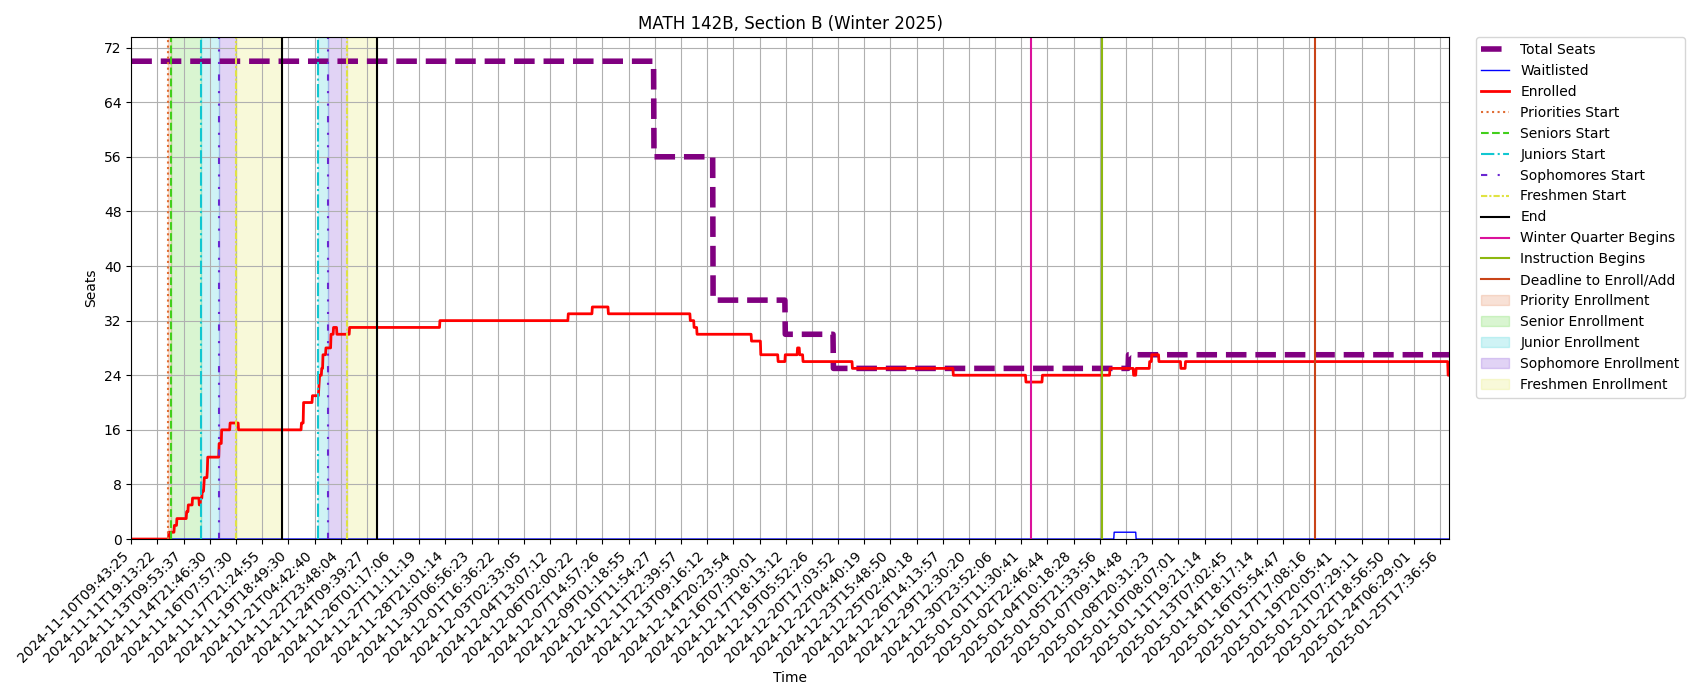 MATH 142B, Section B (Winter 2025)
Seats
72
64
56
48
40
32
24
16
8
0
2024-11-10T09:43:25
2024-11-11T19:13:22
2024-11-13T09:53:37
2024-11-14T21:46:30
2024-11-16T07:57:30
2024-11-17T21:24:55
2024-11-19T18:49:30
2024-11-21T04:42:40
2024-11-22T23:48:04
2024-11-24T09:39:27
2024-11-26T01:17:06
2024-11-27T11:11:19
2024-11-28T21:01:14
2024-11-30T06:56:23
2024-12-01T16:36:22
2024-12-03T02:33:05
2024-12-04T13:07:12
2024-12-06T02:00:22
2024-12-07T14:57:26
2024-12-09T01:18:55
2024-12-10T11:54:27
2024-12-11T22:39:57
2024-12-13T09:16:12
2024-12-14T20:23:54
2024-12-16T07:30:01
2024-12-17T18:13:12
2024-12-19T05:52:26
2024-12-20T17:03:52
2024-12-22T04:40:19
2024-12-23T15:48:50
2024-12-25T02:40:18
2024-12-26T14:13:57
2024-12-29T12:30:20
2024-12-30T23:52:06
2025-01-01T11:30:41
2025-01-02T22:46:44
2025-01-04T10:18:28
2025-01-05T21:33:56
2025-01-07T09:14:48
2025-01-08T20:31:23
2025-01-10T08:07:01
2025-01-11T19:21:14
2025-01-13T07:02:45
2025-01-14T18:17:14
2025-01-16T05:54:47
2025-01-17T17:08:16
2025-01-19T20:05:41
2025-01-21T07:29:11
2025-01-22T18:56:50
2025-01-24T06:29:01
2025-01-25T17:36:56
Time
Total Seats
Waitlisted
Enrolled
Priorities Start
Seniors Start
Juniors Start
Sophomores Start
Freshmen Start
End
Winter Quarter Begins
Instruction Begins
Deadline to Enroll/Add
Priority Enrollment
Senior Enrollment
Junior Enrollment
Sophomore Enrollment
Freshmen Enrollment